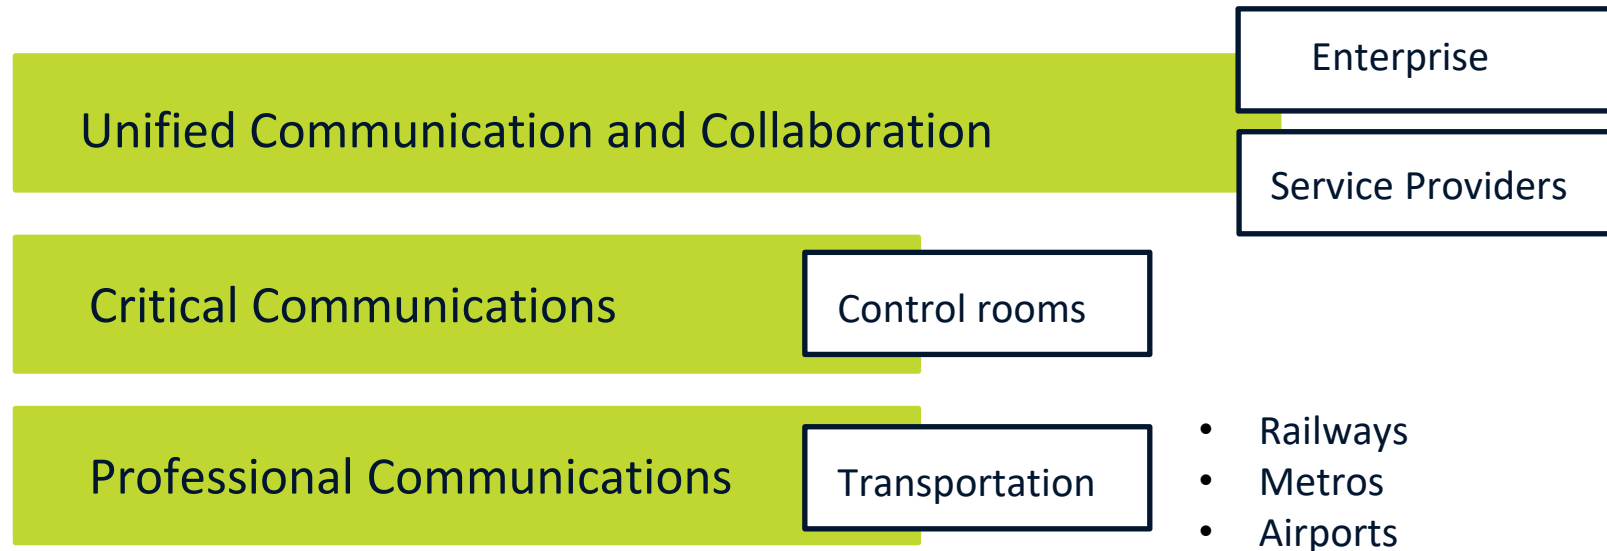 Enterprise
Unified Communication and Collaboration
Service Providers
Critical Communications
Control rooms
Professional Communications
Transportation
• Railways
• Metros
• Airports